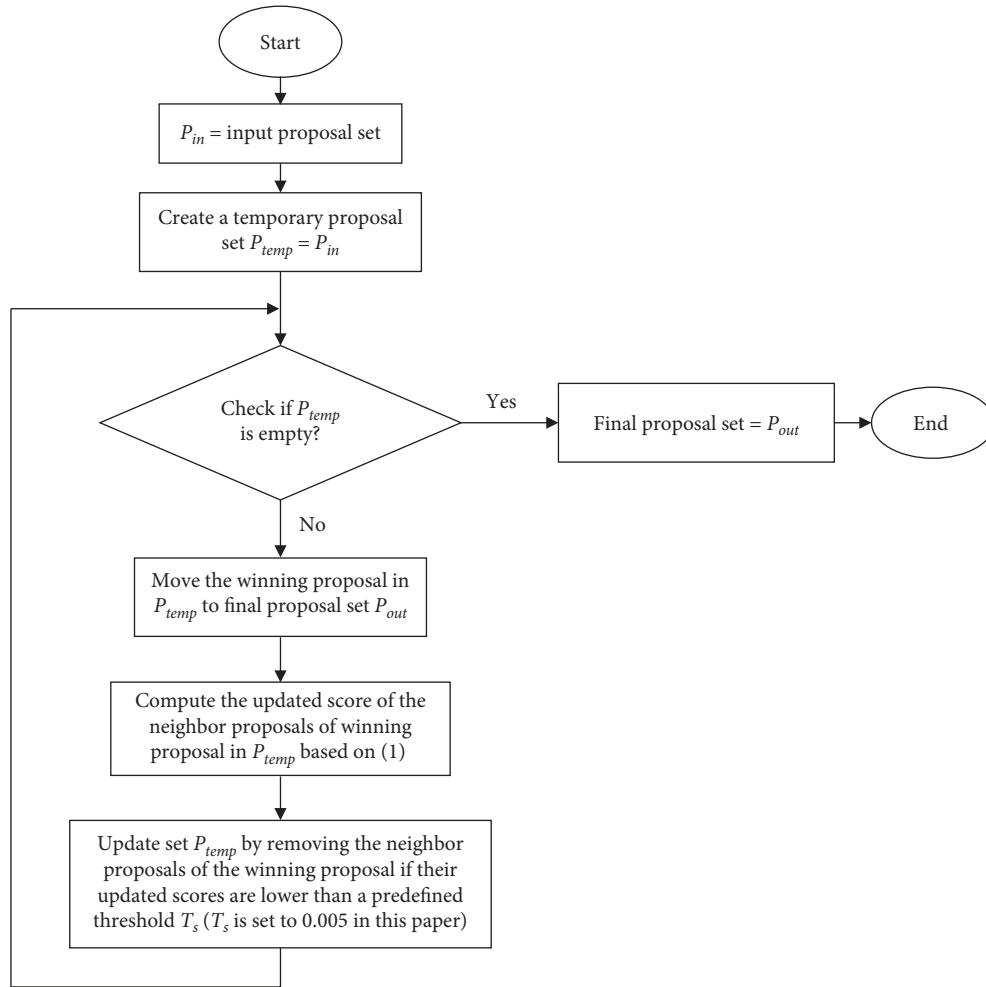 Start
P_in = input proposal set
Create a temporary proposal
set P_temp = P_in
Check if P_temp
is empty?
Yes
Final proposal set = P_out
End
No
Move the winning proposal in
P_temp to final proposal set P_out
Compute the updated score of the
neighbor proposals of winning
proposal in P_temp based on (1)
Update set P_temp by removing the neighbor
proposals of the winning proposal if their
updated scores are lower than a predefined
threshold T_s (T_s is set to 0.005 in this paper)